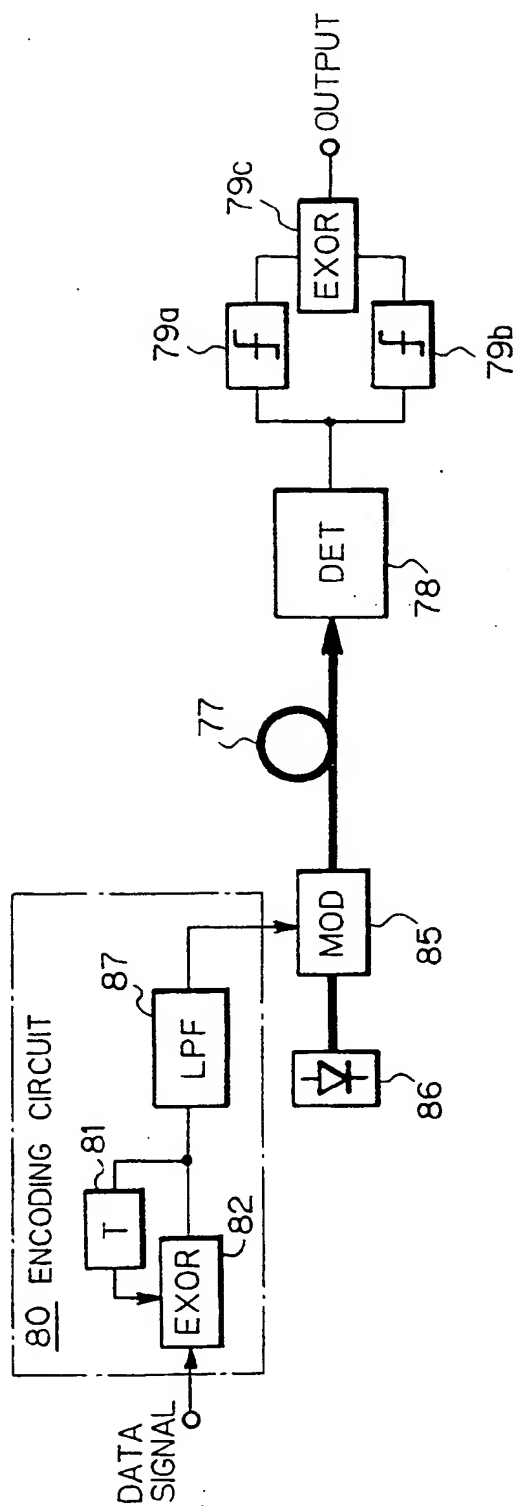 80 ENCODING CIRCUIT
DATA
SIGNAL
EXOR
82
T
81
LPF
87
86
MOD
85
77
DET
78
79a
79b
EXOR
79c
OUTPUT